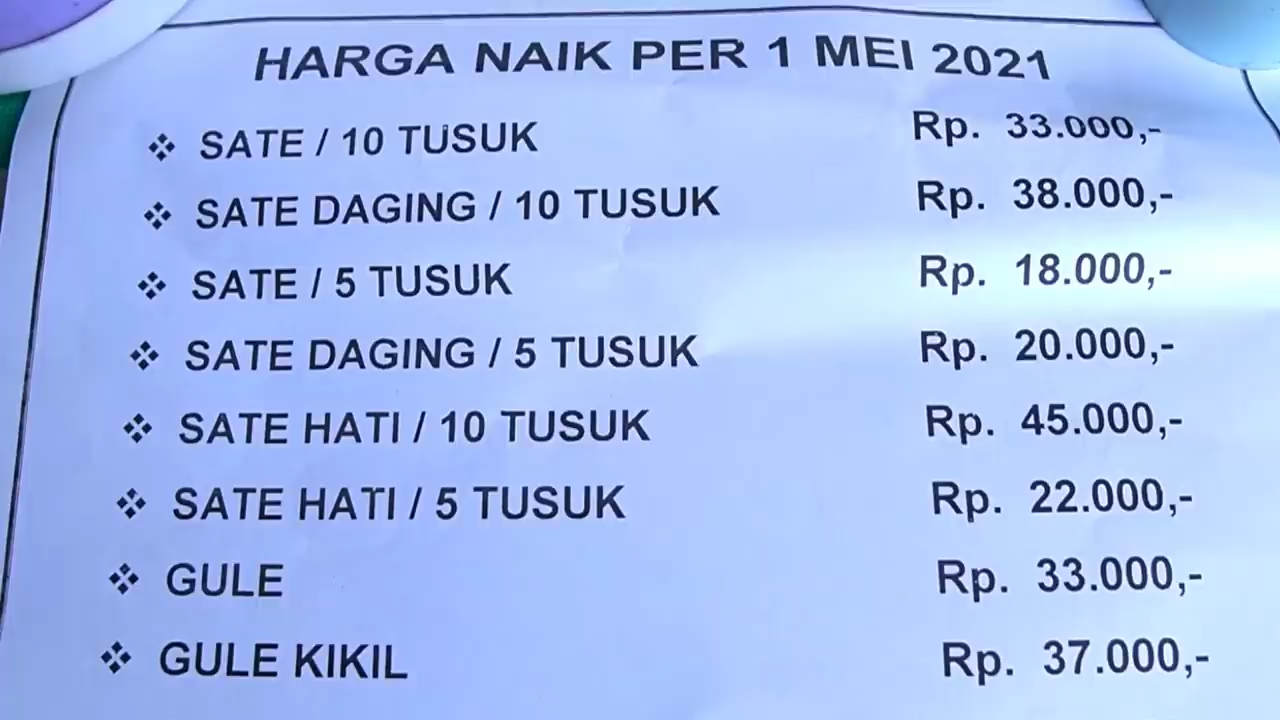 HARGA NAIK PER 1 MEI 2021
❖ SATE / 10 TUSUK Rp. 33.000,-
❖ SATE DAGING / 10 TUSUK Rp. 38.000,-
❖ SATE / 5 TUSUK Rp. 18.000,-
❖ SATE DAGING / 5 TUSUK Rp. 20.000,-
❖ SATE HATI / 10 TUSUK Rp. 45.000,-
❖ SATE HATI / 5 TUSUK Rp. 22.000,-
❖ GULE Rp. 33.000,-
❖ GULE KIKIL Rp. 37.000,-